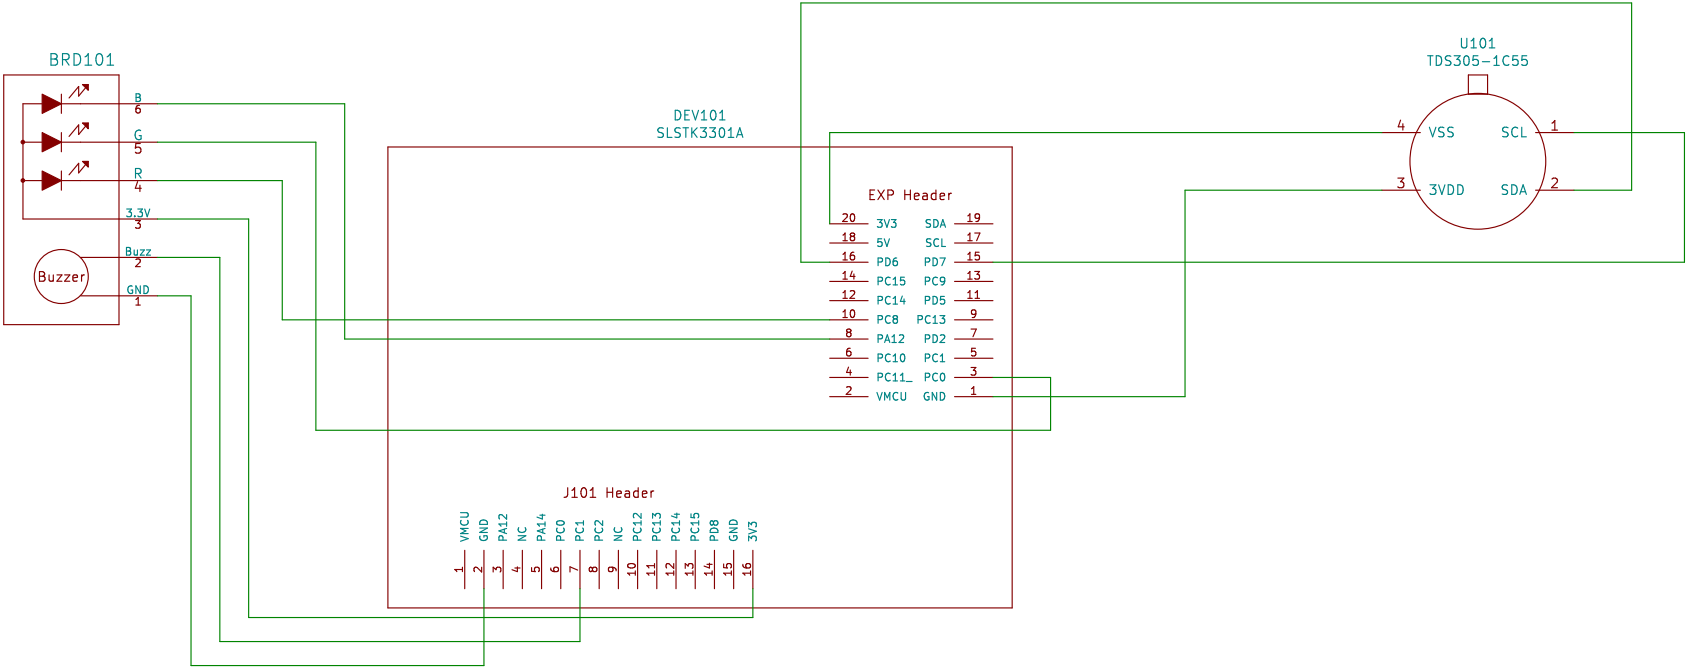 BRD101
B
6
G
5
R
4
3.3V
3
Buzz
2
Buzzer
GND
1
DEV101
SLSTK3301A
EXP Header
20 3V3 SDA 19
18 5V SCL 17
16 PD6 PD7 15
14 PC15 PC9 13
12 PC14 PD5 11
10 PC8 PC13 9
8 PA12 PD2 7
6 PC10 PC1 5
4 PC11_ PC0 3
2 VMCU GND 1
J101 Header
VMCU
GND
PA12
NC
PA14
PC0
PC1
PC2
NC
PC12
PC13
PC14
PC15
PD8
GND
3V3
1
2
3
4
5
6
7
8
9
10
11
12
13
14
15
16
U101
TDS305-1C55
4 VSS SCL 1
3 3VDD SDA 2